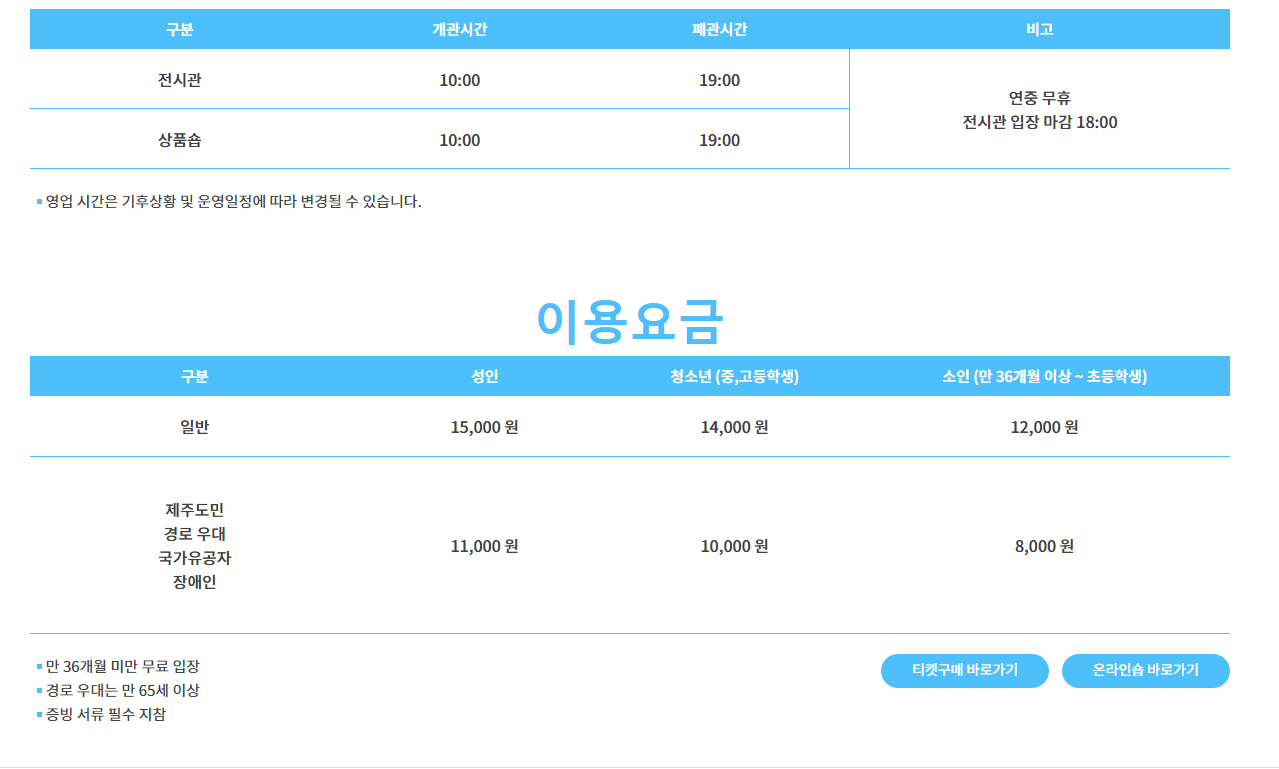 구분 개관시간 폐관시간 비고
전시관 10:00 19:00
연중 무휴
전시관 입장 마감 18:00
상품숍 10:00 19:00
영업 시간은 기후상황 및 운영일정에 따라 변경될 수 있습니다.
이용요금
구분 성인 청소년 (중,고등학생) 소인 (만 36개월 이상 ~ 초등학생)
일반 15,000 원 14,000 원 12,000 원
제주도민
경로 우대
국가유공자
장애인
11,000 원 10,000 원 8,000 원
만 36개월 미만 무료 입장
경로 우대는 만 65세 이상
증빙 서류 필수 지참
티켓구매 바로가기 온라인숍 바로가기